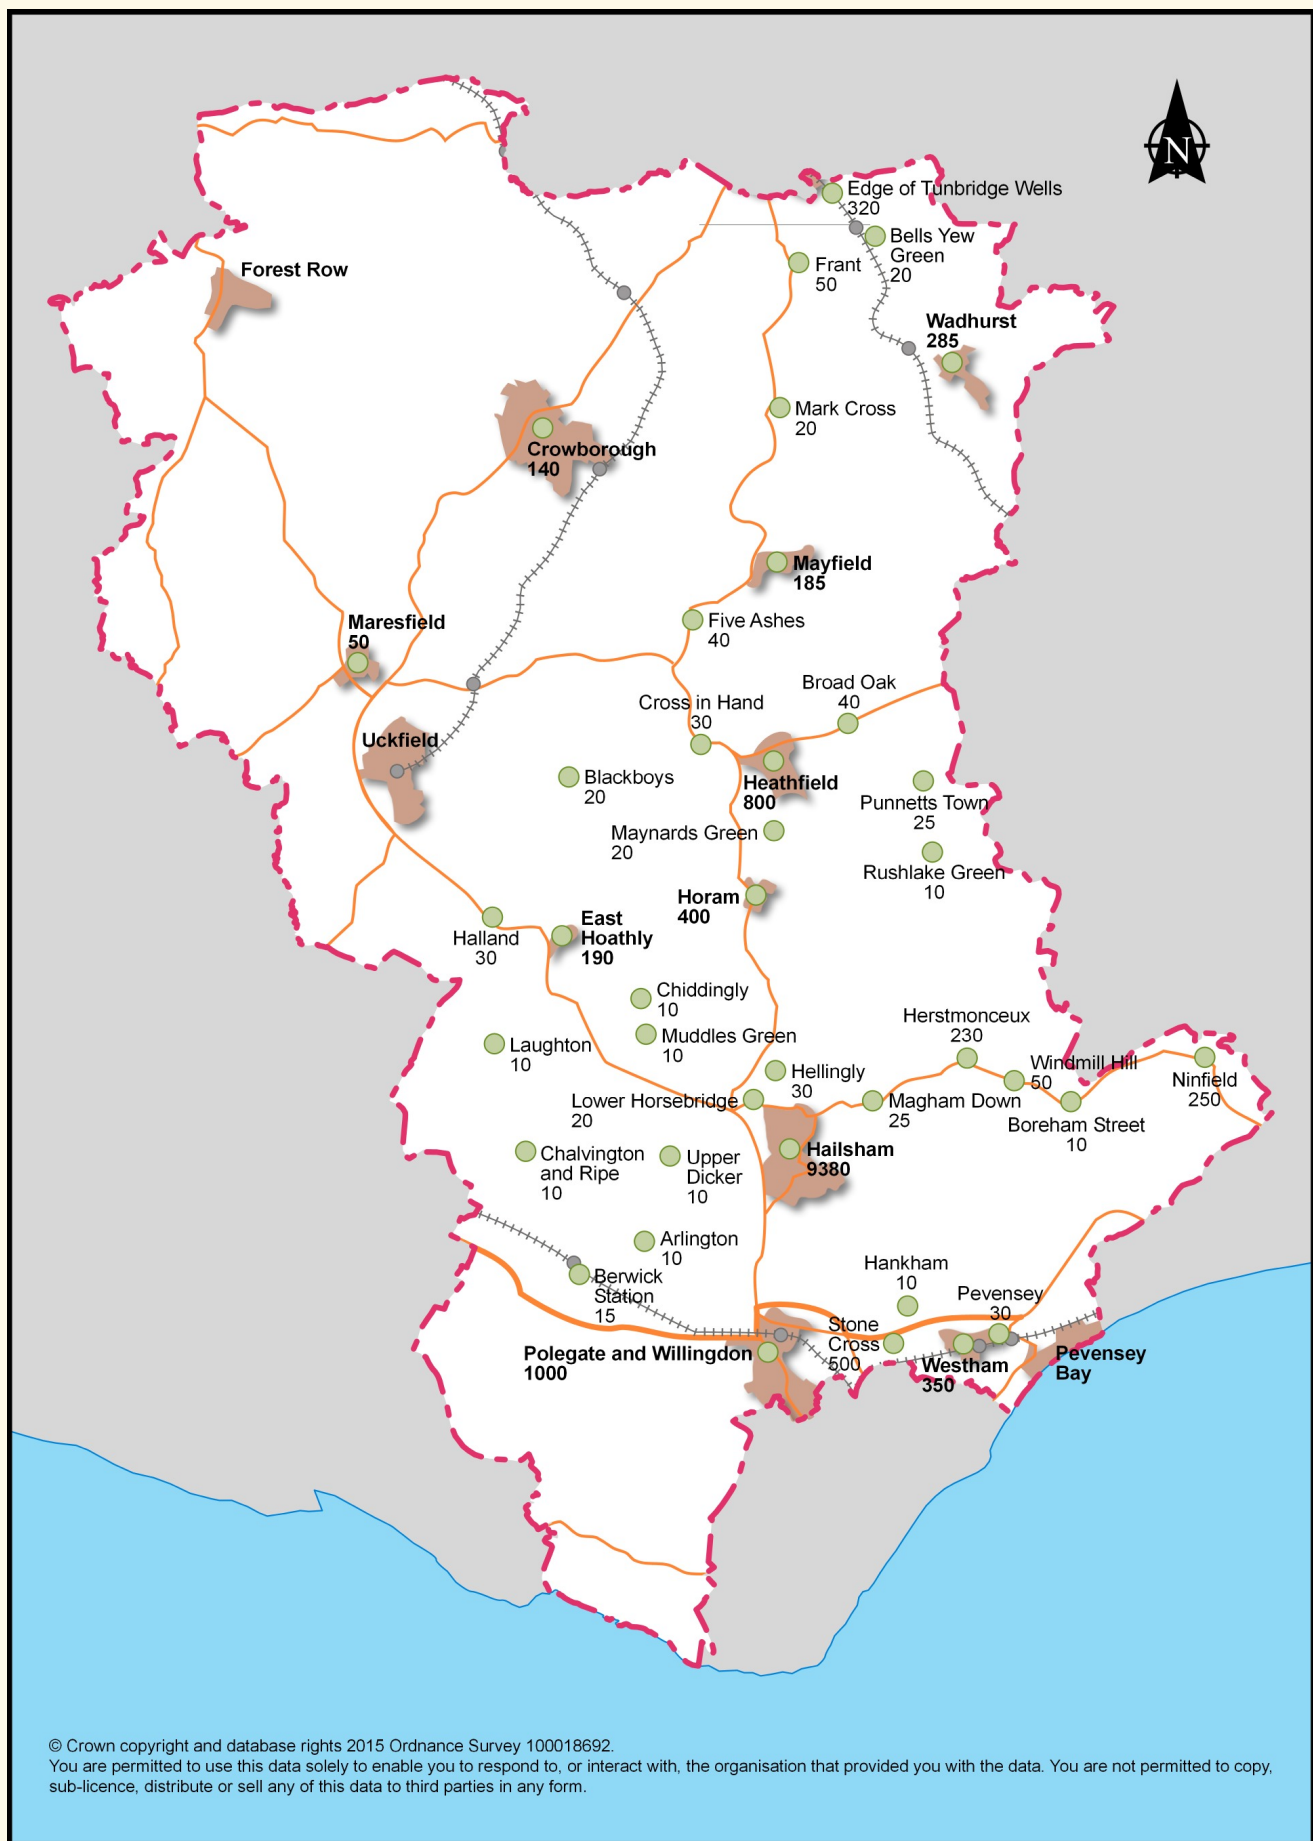 N
Edge of Tunbridge Wells
320
Bells Yew
Green
20
Frant
50
Forest Row
Wadhurst
285
Mark Cross
20
Crowborough
140
Mayfield
185
Five Ashes
40
Maresfield
50
Broad Oak
40
Cross in Hand
30
Uckfield
Blackboys
20
Heathfield
800
Punnetts Town
25
Maynards Green
20
Rushlake Green
10
Horam
400
East
Hoathly
190
Halland
30
Chiddingly
10
Muddles Green
10
Laughton
10
Herstmonceux
230
Windmill Hill
50
Ninfield
250
Hellingly
30
Lower Horsebridge
20
Magham Down
25
Boreham Street
10
Hailsham
9380
Chalvington
and Ripe
10
Upper
Dicker
10
Arlington
10
Hankham
10
Berwick
Station
15
Pevensey
30
Stone
Cross
500
Polegate and Willingdon
1000
Westham
350
Pevensey
Bay
© Crown copyright and database rights 2015 Ordnance Survey 100018692.
You are permitted to use this data solely to enable you to respond to, or interact with, the organisation that provided you with the data. You are not permitted to copy,
sub-licence, distribute or sell any of this data to third parties in any form.